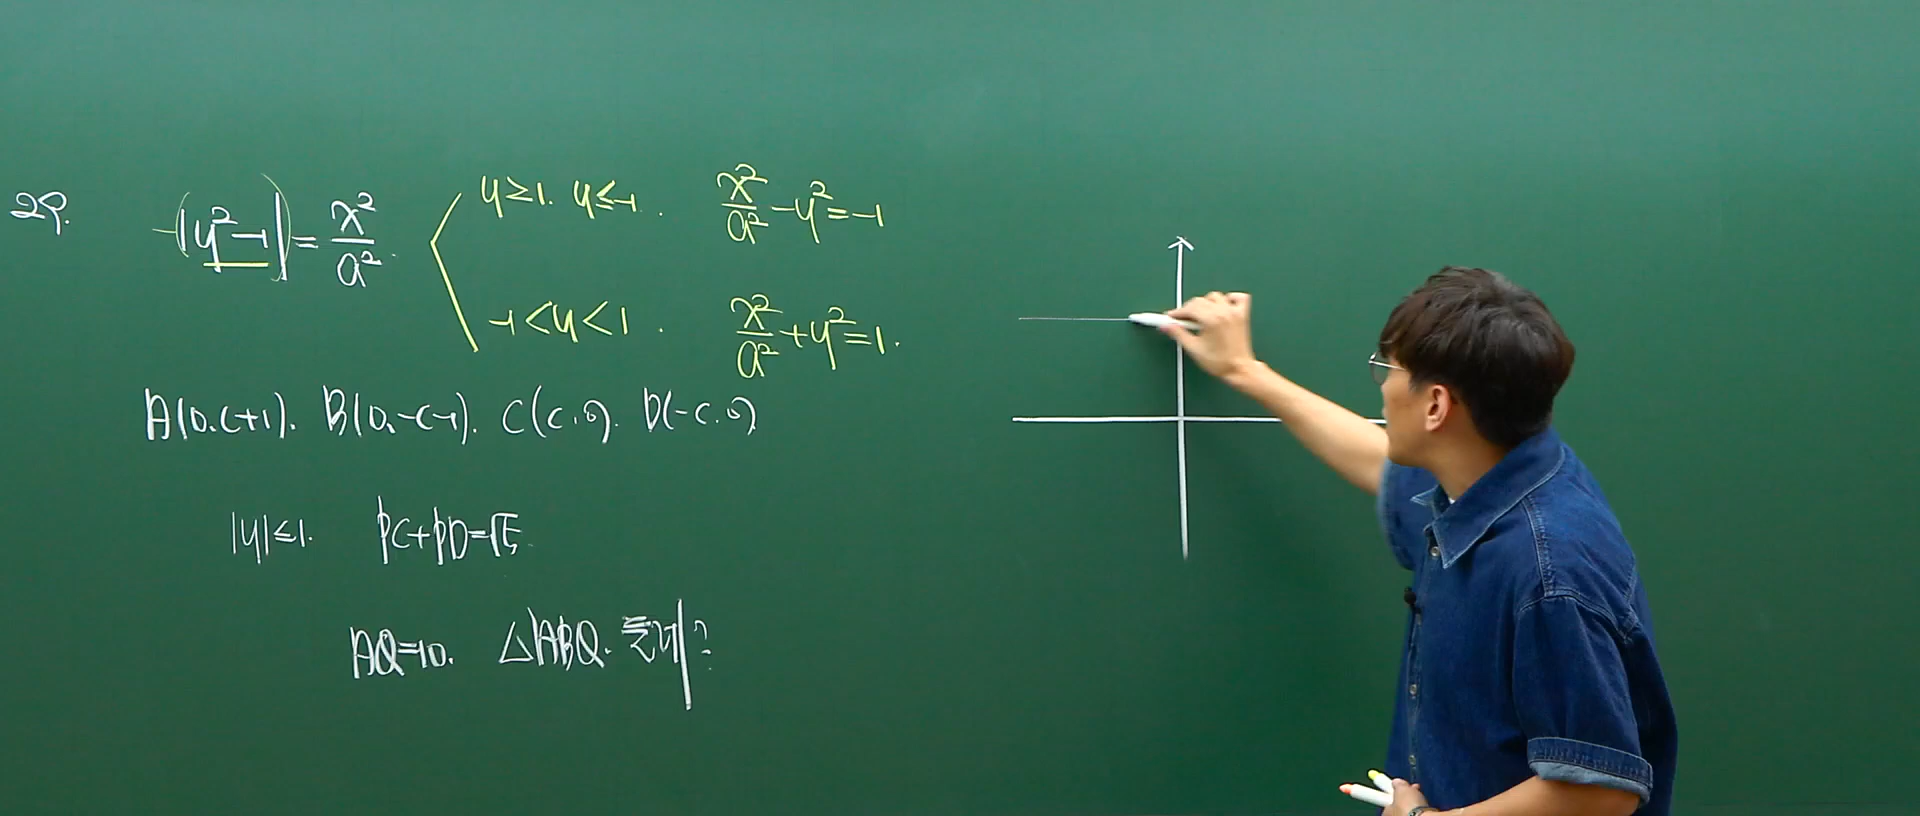 29. |y²-1| = x²/a² y≥1. y≤-1. x²/a² - y² = -1
-1<y<1. x²/a² + y² = 1.
A(0.c+1). B(0.-c-1). C(c.0). D(-c.0)
|y|≤1. PC+PD=√5.
AQ=10. △ABQ. 둘레?